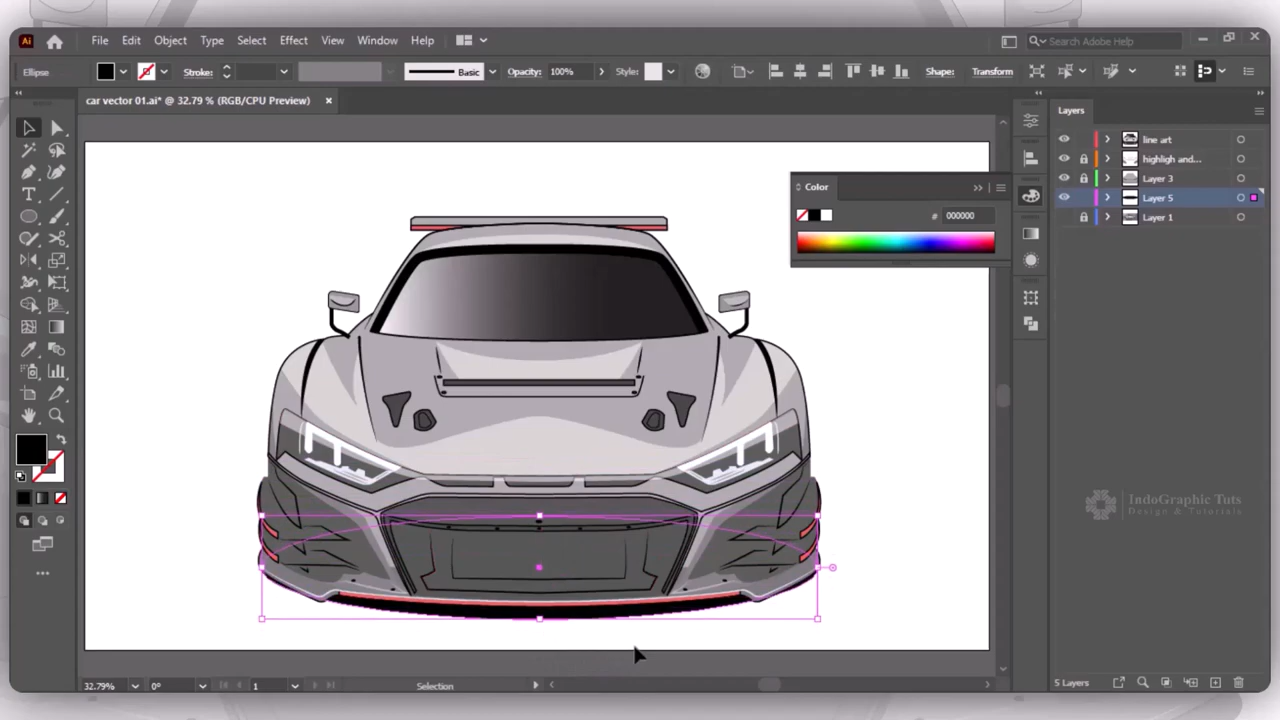 Ai
File Edit Object Type Select Effect View Window Help
Search Adobe Help
Ellipse
Stroke:
Basic
Opacity: 100%
Style:
Shape:
Transform
car vector 01.ai* @ 32.79 % (RGB/CPU Preview)
Layers
line art
highligh and...
Layer 3
Layer 5
Layer 1
Color
# 000000
IndoGraphic Tuts
Design & Tutorials
32.79%
0°
1
Selection
5 Layers